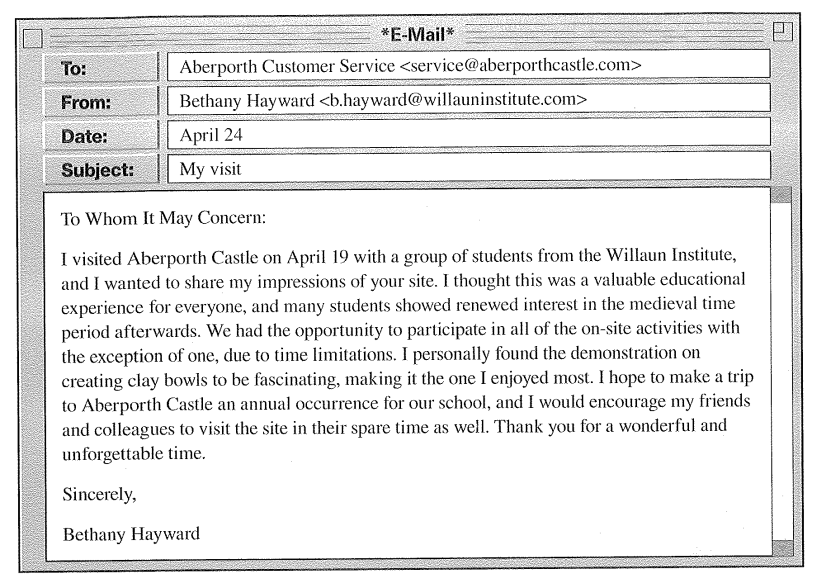 *E-Mail*
To: Aberporth Customer Service <service@aberporthcastle.com>
From: Bethany Hayward <b.hayward@willauninstitute.com>
Date: April 24
Subject: My visit
To Whom It May Concern:
I visited Aberporth Castle on April 19 with a group of students from the Willaun Institute,
and I wanted to share my impressions of your site. I thought this was a valuable educational
experience for everyone, and many students showed renewed interest in the medieval time
period afterwards. We had the opportunity to participate in all of the on-site activities with
the exception of one, due to time limitations. I personally found the demonstration on
creating clay bowls to be fascinating, making it the one I enjoyed most. I hope to make a trip
to Aberporth Castle an annual occurrence for our school, and I would encourage my friends
and colleagues to visit the site in their spare time as well. Thank you for a wonderful and
unforgettable time.
Sincerely,
Bethany Hayward